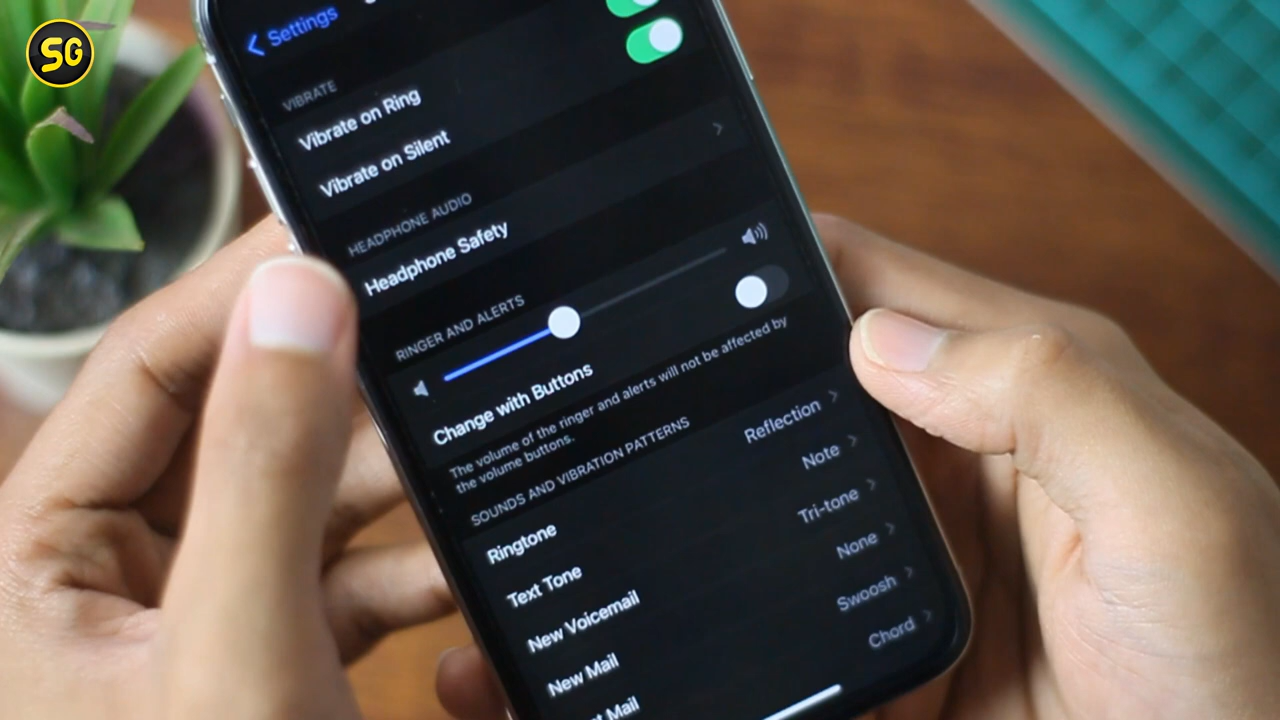 SG
Settings
VIBRATE
Vibrate on Ring
Vibrate on Silent
HEADPHONE AUDIO
Headphone Safety
RINGER AND ALERTS
Change with Buttons
The volume of the ringer and alerts will not be affected by
the volume buttons.
SOUNDS AND VIBRATION PATTERNS
Ringtone Reflection
Text Tone Note
New Voicemail Tri-tone
New Mail None
Mail Swoosh
Chord